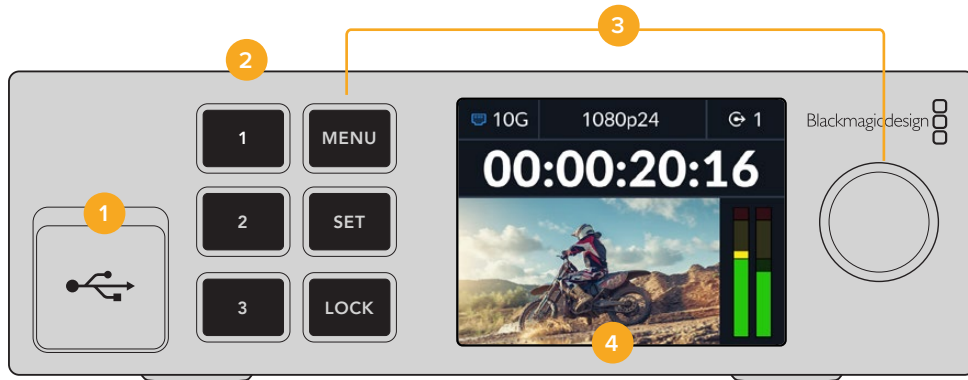 3
2
10G 1080p24 1
Blackmagicdesign
1 MENU
00:00:20:16
1
2 SET
3 LOCK
4